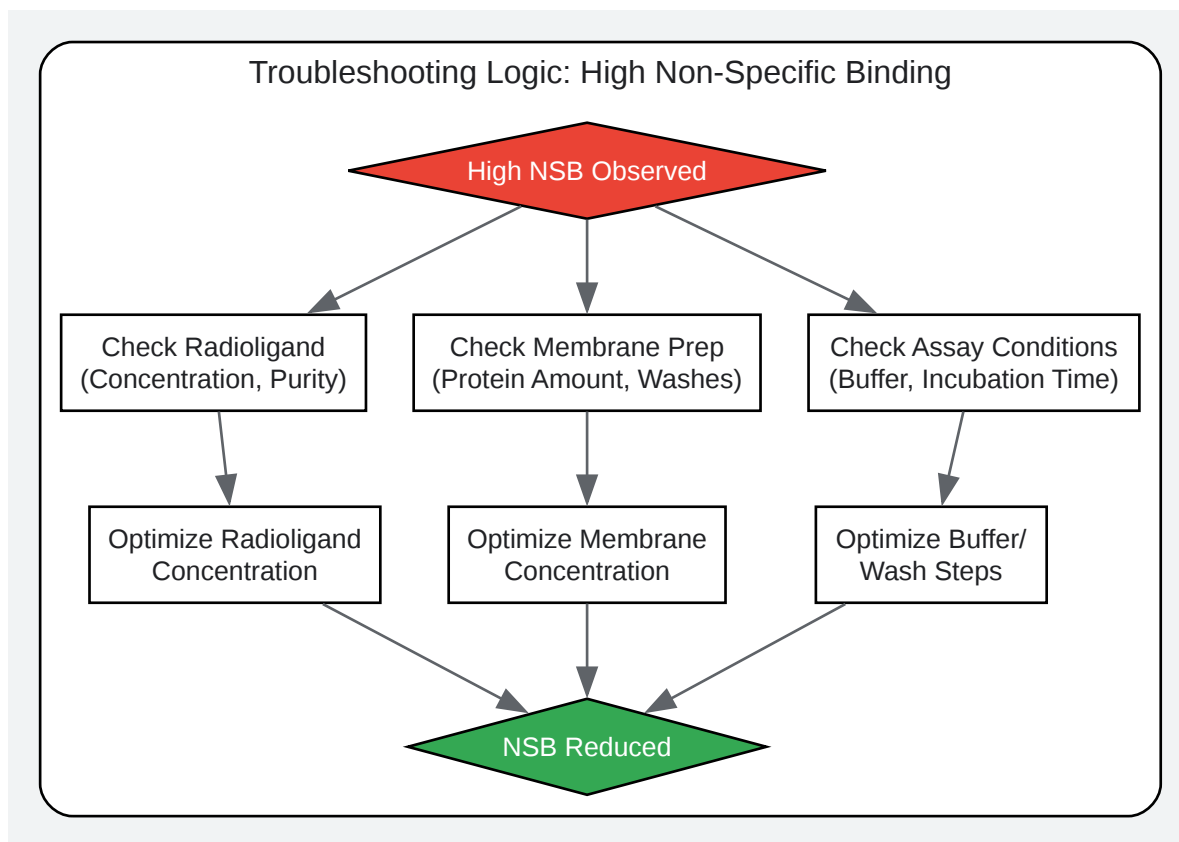 Troubleshooting Logic: High Non-Specific Binding
High NSB Observed
Check Radioligand
(Concentration, Purity)
Check Membrane Prep
(Protein Amount, Washes)
Check Assay Conditions
(Buffer, Incubation Time)
Optimize Radioligand
Concentration
Optimize Membrane
Concentration
Optimize Buffer/
Wash Steps
NSB Reduced